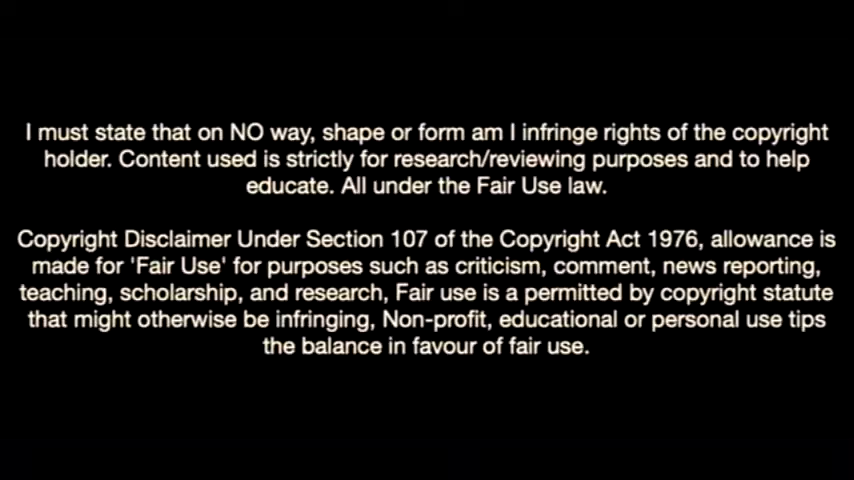 I must state that on NO way, shape or form am I infringe rights of the copyright
holder. Content used is strictly for research/reviewing purposes and to help
educate. All under the Fair Use law.
Copyright Disclaimer Under Section 107 of the Copyright Act 1976, allowance is
made for 'Fair Use' for purposes such as criticism, comment, news reporting,
teaching, scholarship, and research, Fair use is a permitted by copyright statute
that might otherwise be infringing, Non-profit, educational or personal use tips
the balance in favour of fair use.